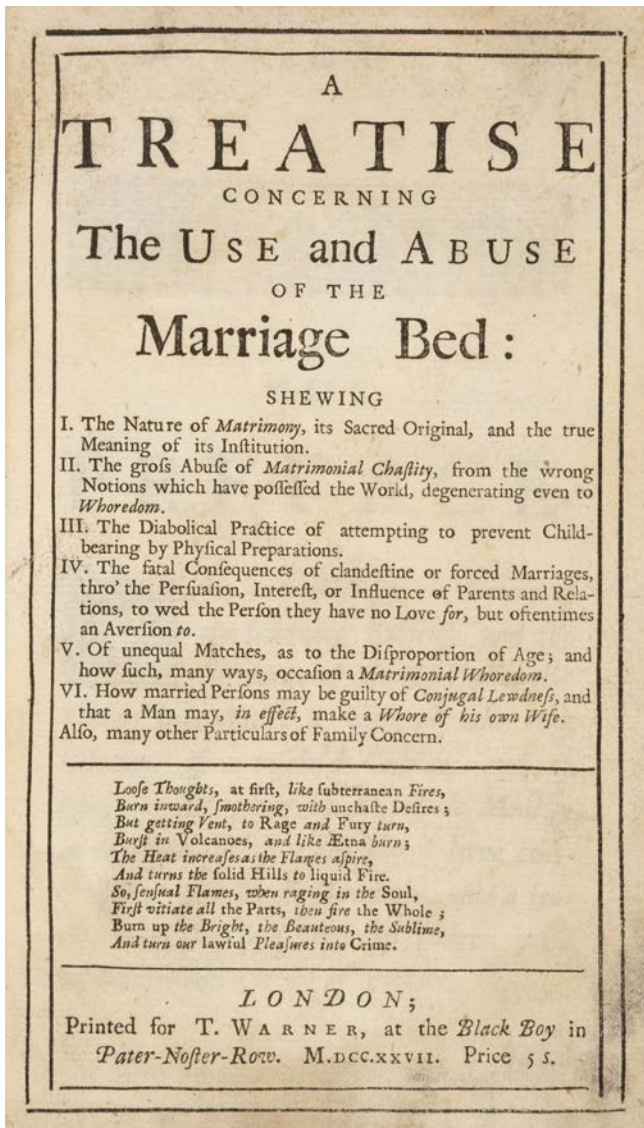 A
TREATISE
CONCERNING
The USE and ABUSE
OF THE
Marriage Bed:
SHEWING
I. The Nature of Matrimony, its Sacred Original, and the true
Meaning of its Inſtitution.
II. The groſs Abuſe of Matrimonial Chaſtity, from the wrong
Notions which have poſſeſſed the World, degenerating even to
Whoredom.
III. The Diabolical Practice of attempting to prevent Child-
bearing by Phyſical Preparations.
IV. The fatal Conſequences of clandeſtine or forced Marriages,
thro' the Perſuaſion, Intereſt, or Influence of Parents and Rela-
tions, to wed the Perſon they have no Love for, but oftentimes
an Averſion to.
V. Of unequal Matches, as to the Diſproportion of Age; and
how ſuch, many ways, occaſion a Matrimonial Whoredom.
VI. How married Perſons may be guilty of Conjugal Lewdneſs, and
that a Man may, in effect, make a Whore of his own Wife.
Alſo, many other Particulars of Family Concern.
Looſe Thoughts, at firſt, like ſubterranean Fires,
Burn inward, ſmothering, with unchaſte Deſires;
But getting Vent, to Rage and Fury turn,
Burſt in Volcanoes, and like Ætna burn;
The Heat increaſes as the Flames aſpire,
And turns the ſolid Hills to liquid Fire.
So, ſenſual Flames, when raging in the Soul,
Firſt vitiate all the Parts, then fire the Whole;
Burn up the Bright, the Beauteous, the Sublime,
And turn our lawful Pleaſures into Crime.
LONDON;
Printed for T. WARNER, at the Black Boy in
Pater-Noſter-Row. M.DCC.XXVII. Price 5 s.